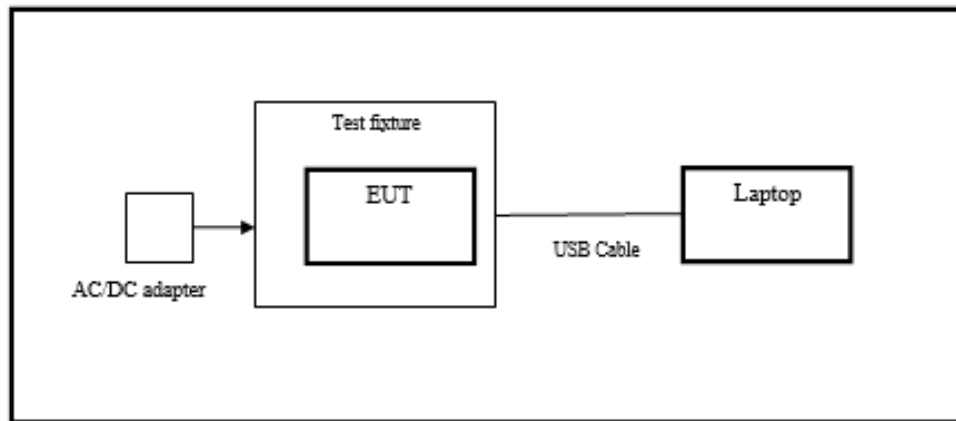 Test fixture
EUT
Laptop
USB Cable
AC/DC adapter